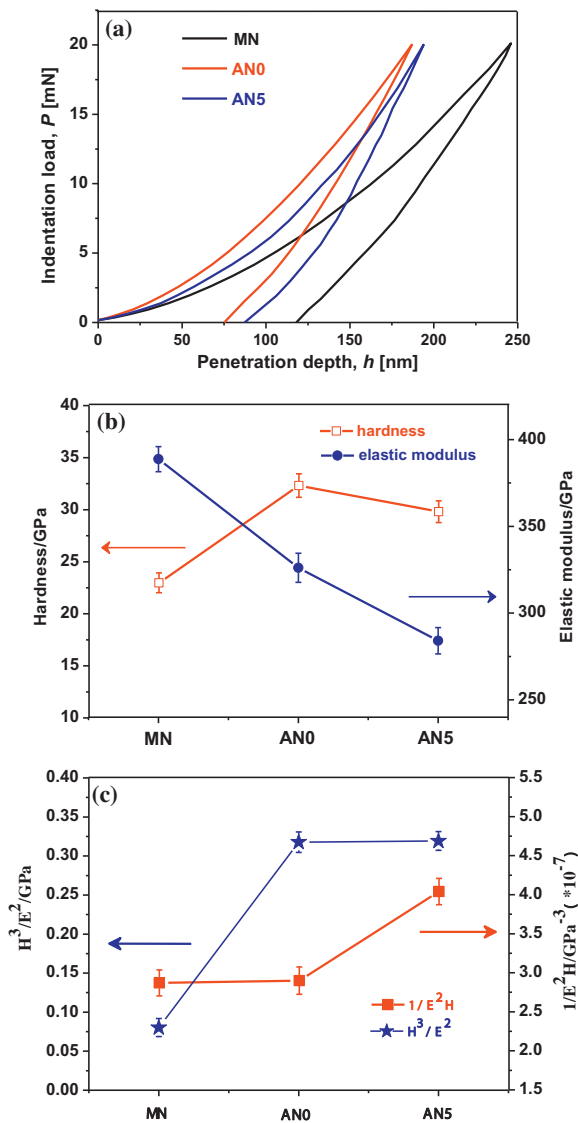 (a)
MN
AN0
AN5
Indentation load, P [mN]
20
15
10
5
0
0 50 100 150 200 250
Penetration depth, h [nm]
(b)
hardness
elastic modulus
Hardness/GPa
40
35
30
25
20
15
10
Elastic modulus/GPa
400
350
300
250
MN AN0 AN5
(c)
H³/E²/GPa
0.40
0.35
0.30
0.25
0.20
0.15
0.10
0.05
0.00
1/E²H/GPa⁻³ ( *10⁻⁷)
5.5
5.0
4.5
4.0
3.5
3.0
2.5
2.0
1.5
1/E²H
H³/E²
MN AN0 AN5